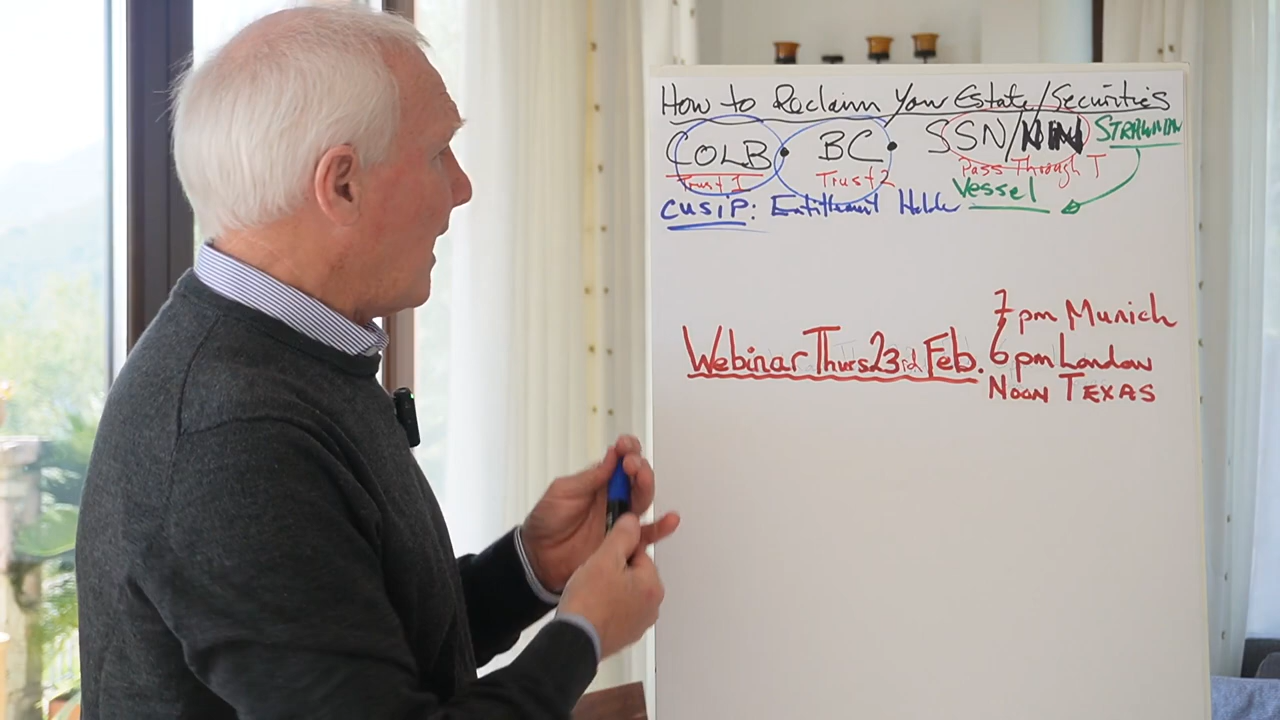 How to Reclaim Your Estate/Securities
COLB • BC • SSN/NIN STRAWMAN
Trust 1 Trust 2 Pass Through T
Vessel
CUSIP: Entitlement Holder
7pm Munich
Webinar Thurs 23rd Feb. 6pm London
NOON TEXAS